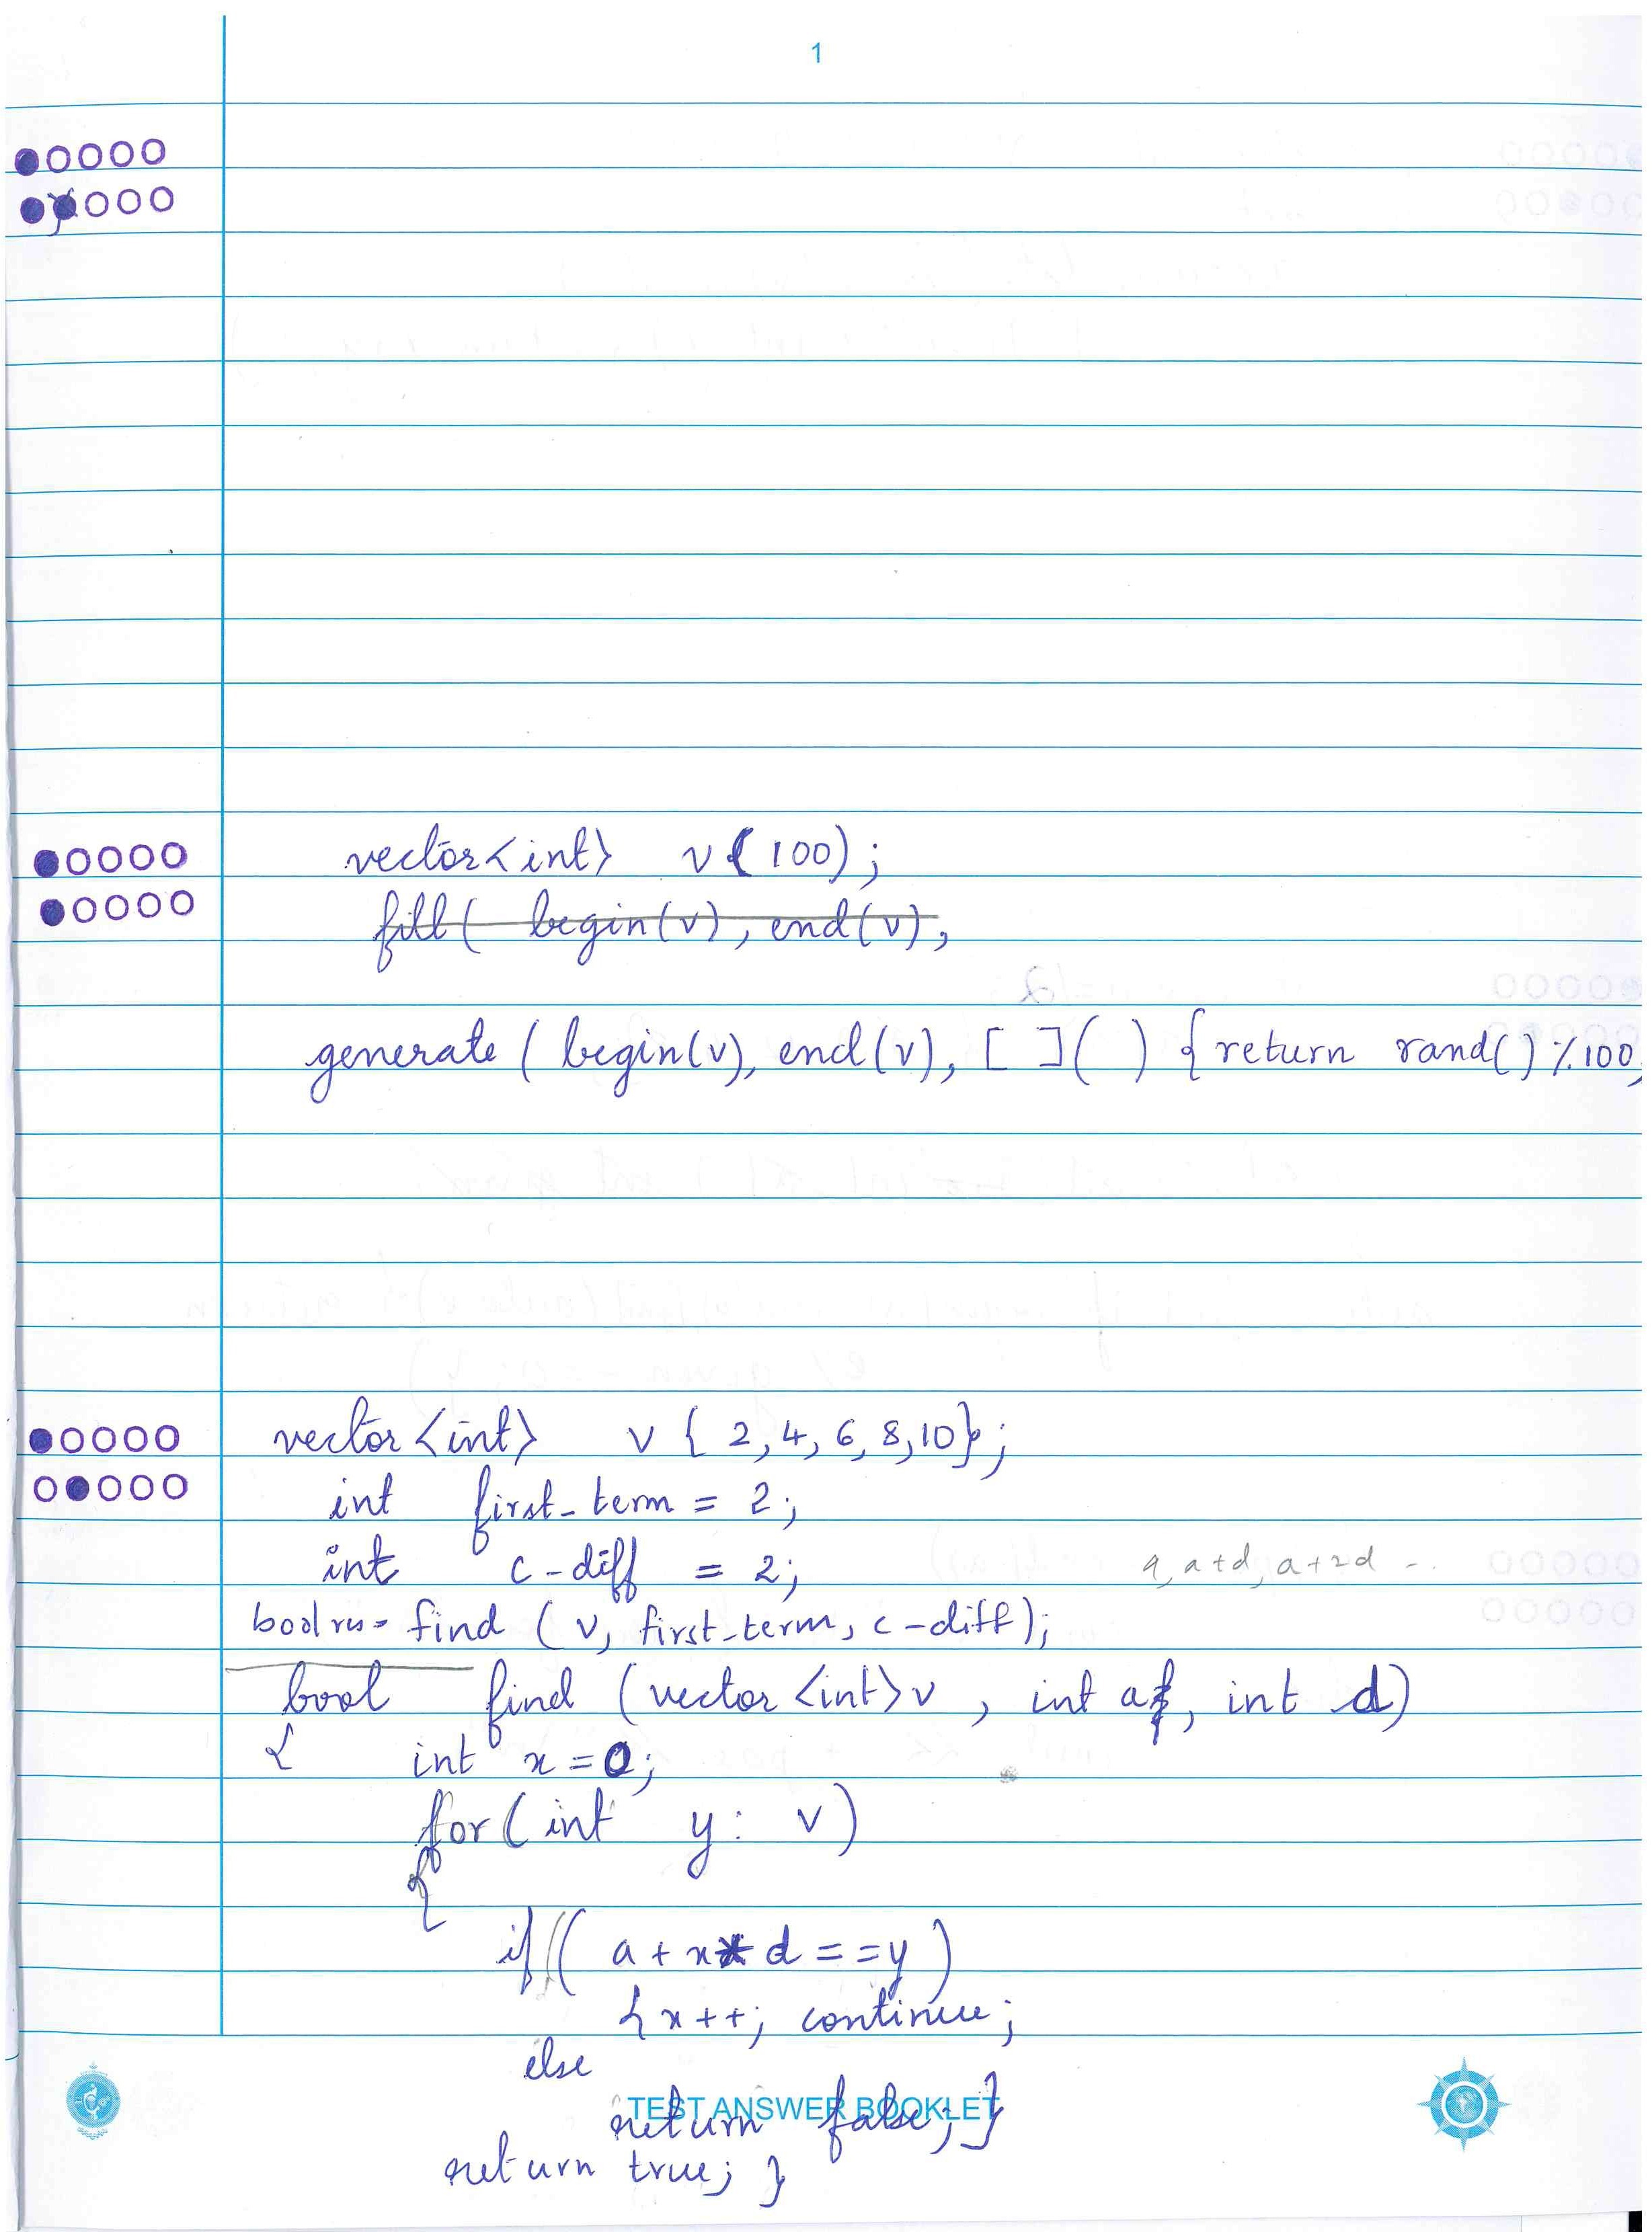 1
vector<int> v(100);
fill( begin(v), end(v),
generate ( begin(v), end(v), [ ]( ) { return rand() %100;
vector<int> v { 2, 4, 6, 8, 10};
int first_term = 2;
int c-diff = 2;
a, a+d, a+2d -..
bool res = find (v, first_term, c-diff);
bool find (vector<int>v, int a, int d)
{ int x = 0;
for(int y: v)
{
if( a + x * d == y)
{x++; continue;
else
TEST ANSWER BOOKLET
return false; }
return true; }